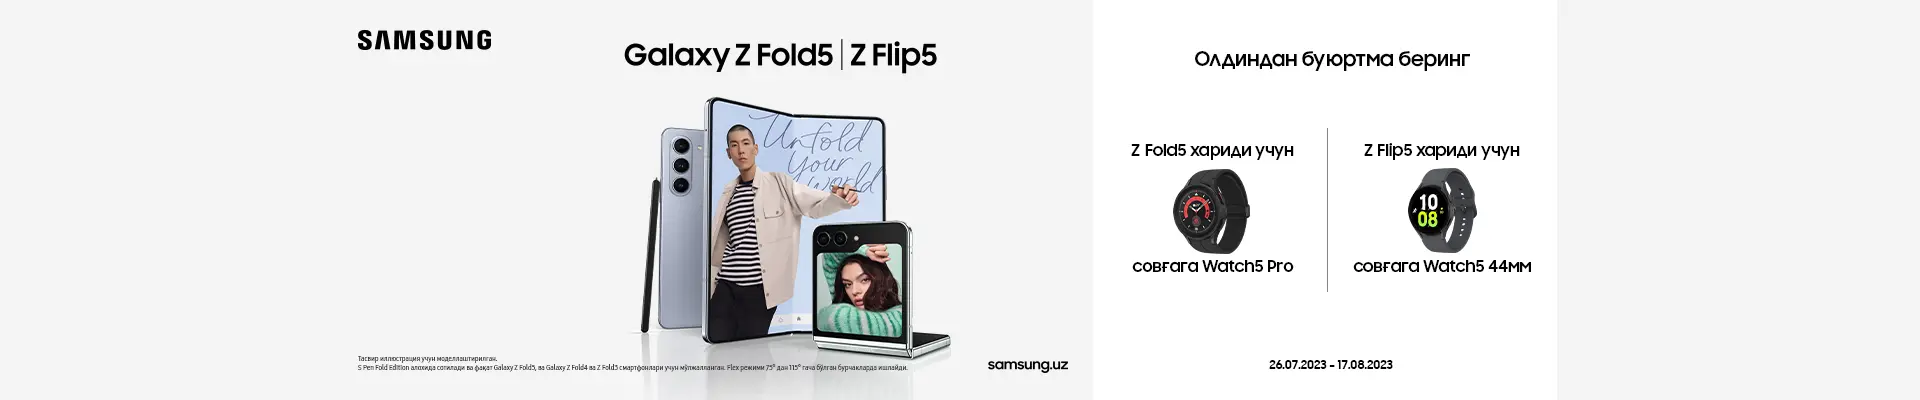 SAMSUNG
Galaxy Z Fold5 | Z Flip5
Unfold
your
world
10
08
Тасвир иллюстрация учун моделлаштирилган.
S Pen Fold Edition алоҳида сотилади ва фақат Galaxy Z Fold5, ва Galaxy Z Fold4 ва Z Fold3 смартфонлари учун мўлжалланган. Flex режими 75° дан 115° гача бўлган бурчакларда ишлайди.
samsung.uz
Олдиндан буюртма беринг
Z Fold5 хариди учун
совғага Watch5 Pro
Z Flip5 хариди учун
совғага Watch5 44мм
26.07.2023 - 17.08.2023